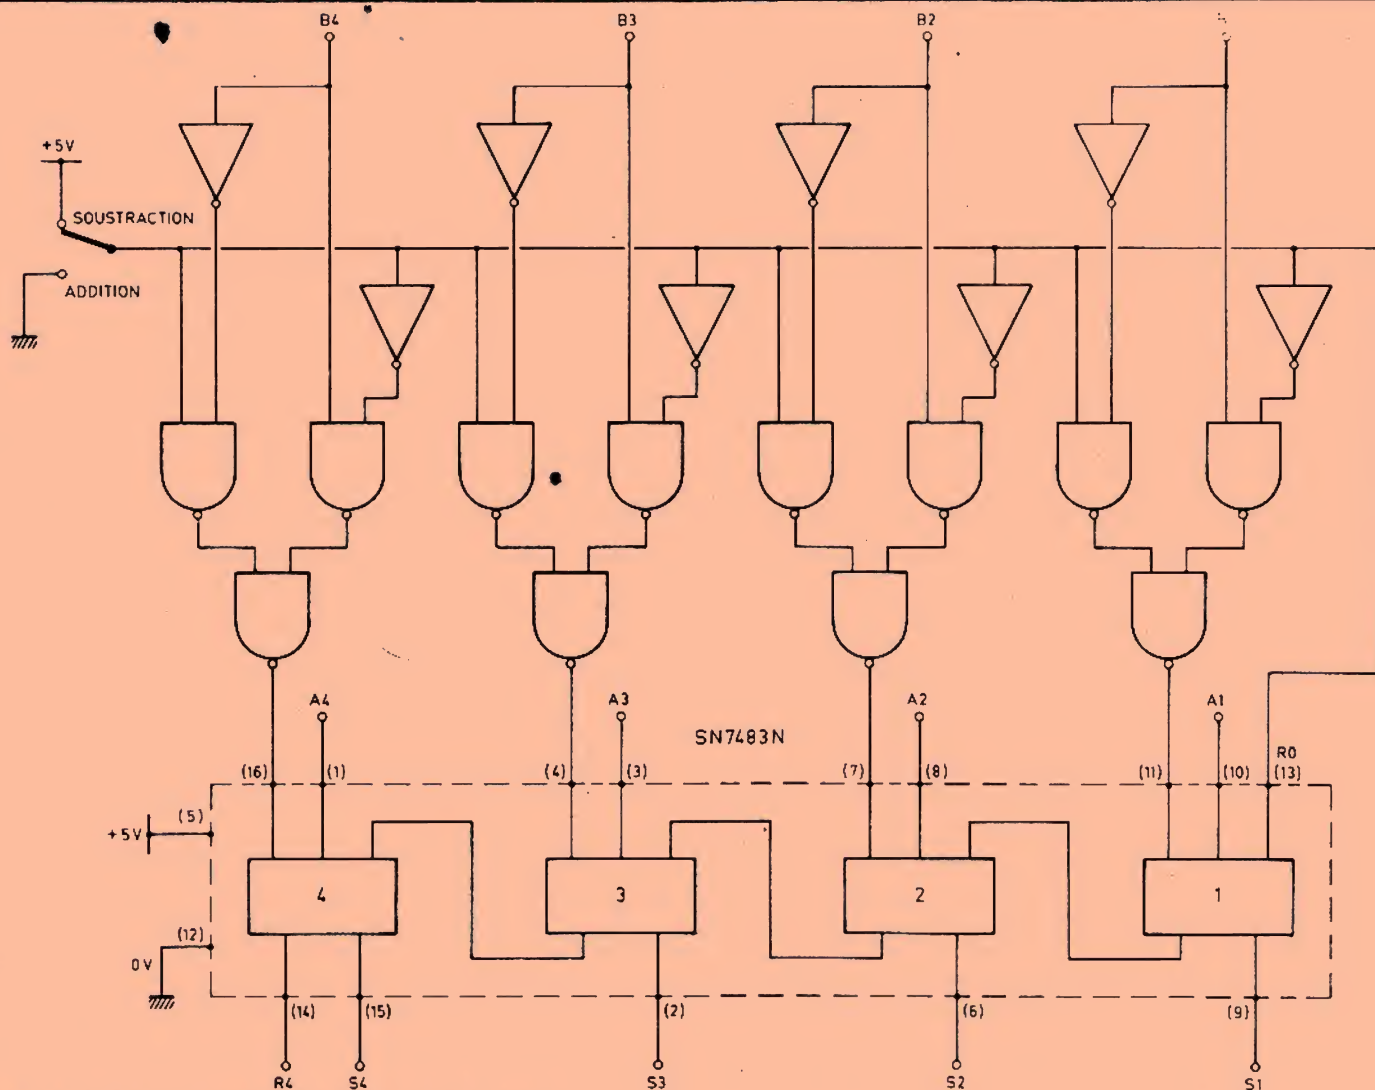 B4 B3 B2
+5V
SOUSTRACTION
ADDITION
A4 A3 A2 A1
SN7483N
R0
(16) (1) (4) (3) (7) (8) (11) (10) (13)
+5V (5)
4 3 2 1
(12)
0V
(14) (15) (2) (6) (9)
R4 S4 S3 S2 S1